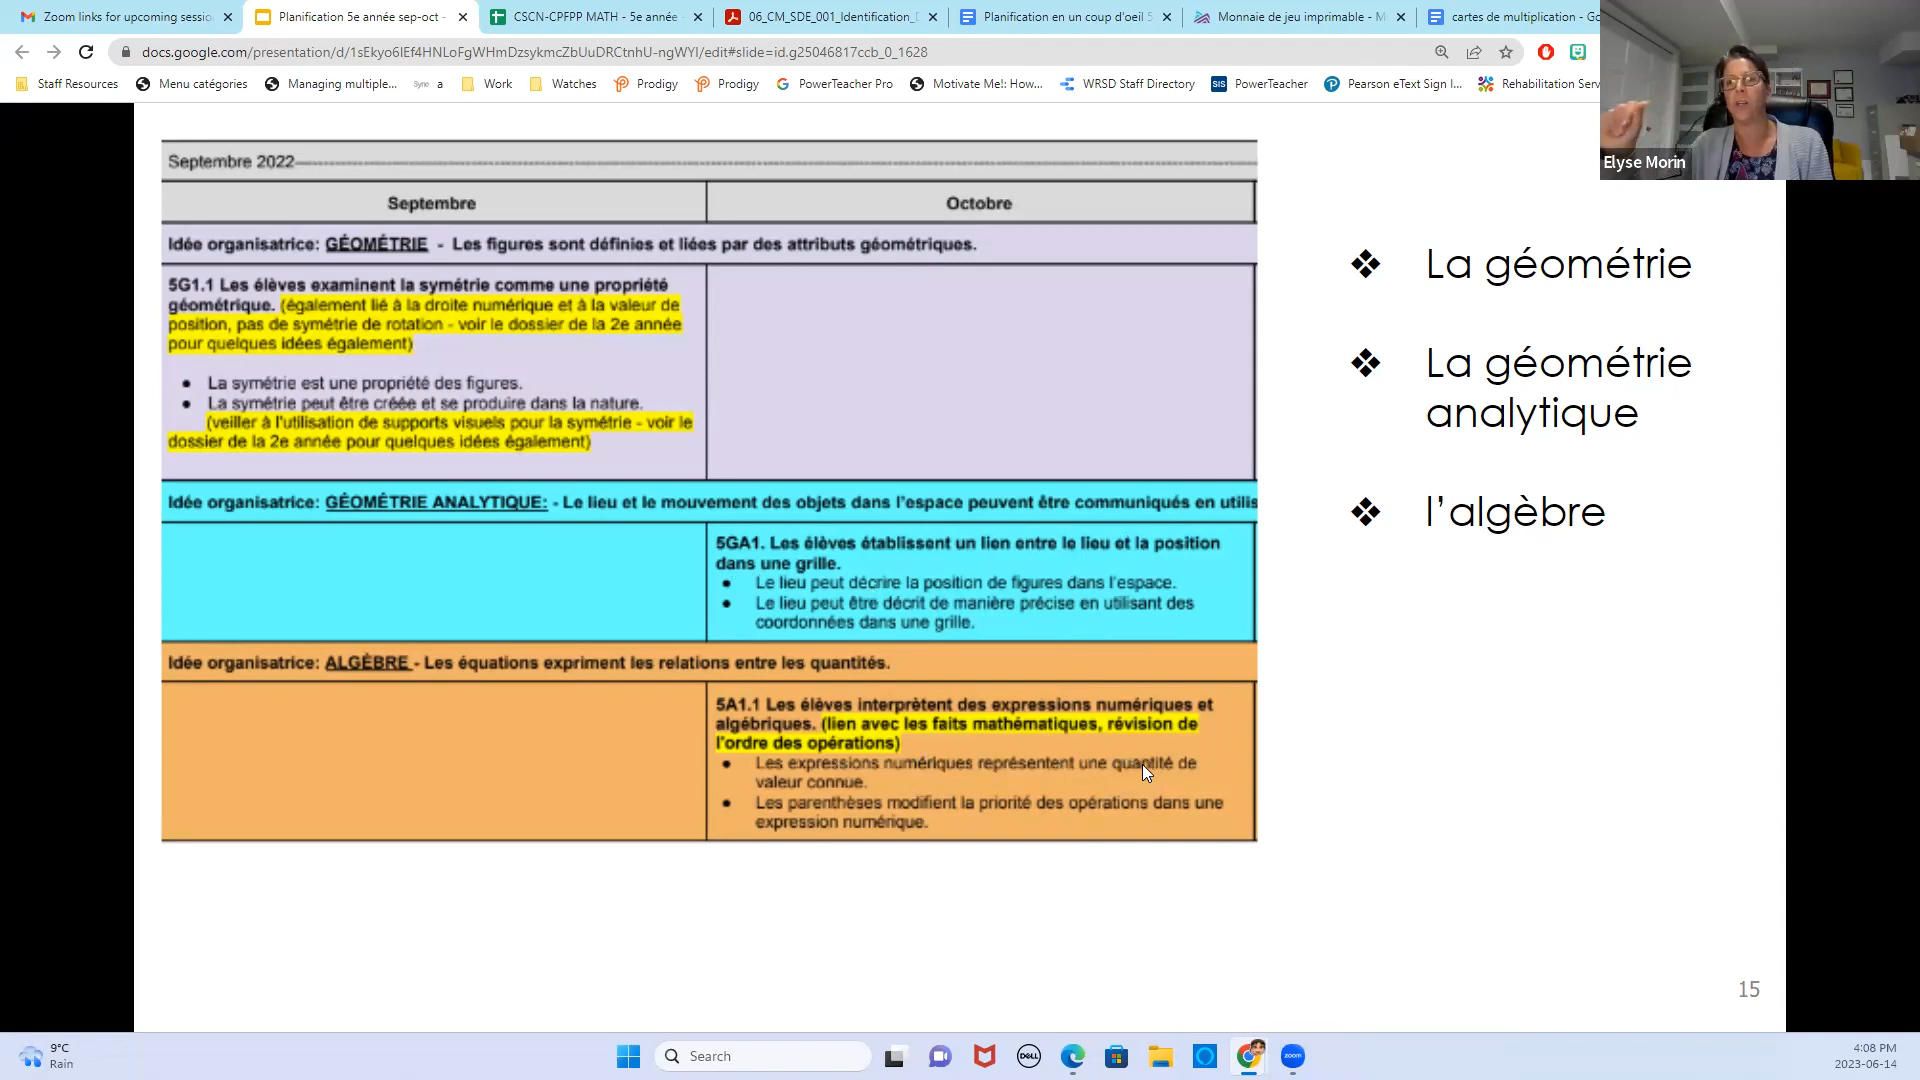 Zoom links for upcoming sessio
Planification 5e année sep-oct -
CSCN-CPFPP MATH - 5e année -
06_CM_SDE_001_Identification_D
Planification en un coup d'oeil 5
Monnaie de jeu imprimable - M
cartes de multiplication - Go
docs.google.com/presentation/d/1sEkyo6lEf4HNLoFgWHmDzsykmcZbUuDRCtnhU-ngWYI/edit#slide=id.g25046817ccb_0_1628
Staff Resources
Menu catégories
Managing multiple...
Sync a
Work
Watches
Prodigy
Prodigy
PowerTeacher Pro
Motivate Me!: How...
WRSD Staff Directory
SIS PowerTeacher
Pearson eText Sign I...
Rehabilitation Serv
Elyse Morin
Septembre 2022
Septembre Octobre
Idée organisatrice: GÉOMÉTRIE - Les figures sont définies et liées par des attributs géométriques.
5G1.1 Les élèves examinent la symétrie comme une propriété
géométrique. (également lié à la droite numérique et à la valeur de
position, pas de symétrie de rotation - voir le dossier de la 2e année
pour quelques idées également)
● La symétrie est une propriété des figures.
● La symétrie peut être créée et se produire dans la nature.
(veiller à l'utilisation de supports visuels pour la symétrie - voir le
dossier de la 2e année pour quelques idées également)
Idée organisatrice: GÉOMÉTRIE ANALYTIQUE: - Le lieu et le mouvement des objets dans l'espace peuvent être communiqués en utilis
5GA1. Les élèves établissent un lien entre le lieu et la position
dans une grille.
● Le lieu peut décrire la position de figures dans l'espace.
● Le lieu peut être décrit de manière précise en utilisant des
coordonnées dans une grille.
Idée organisatrice: ALGÈBRE - Les équations expriment les relations entre les quantités.
5A1.1 Les élèves interprètent des expressions numériques et
algébriques. (lien avec les faits mathématiques, révision de
l'ordre des opérations)
● Les expressions numériques représentent une quantité de
valeur connue.
● Les parenthèses modifient la priorité des opérations dans une
expression numérique.
❖ La géométrie
❖ La géométrie
analytique
❖ l'algèbre
15
9°C
Rain
Search
DELL
zoom
4:08 PM
2023-06-14